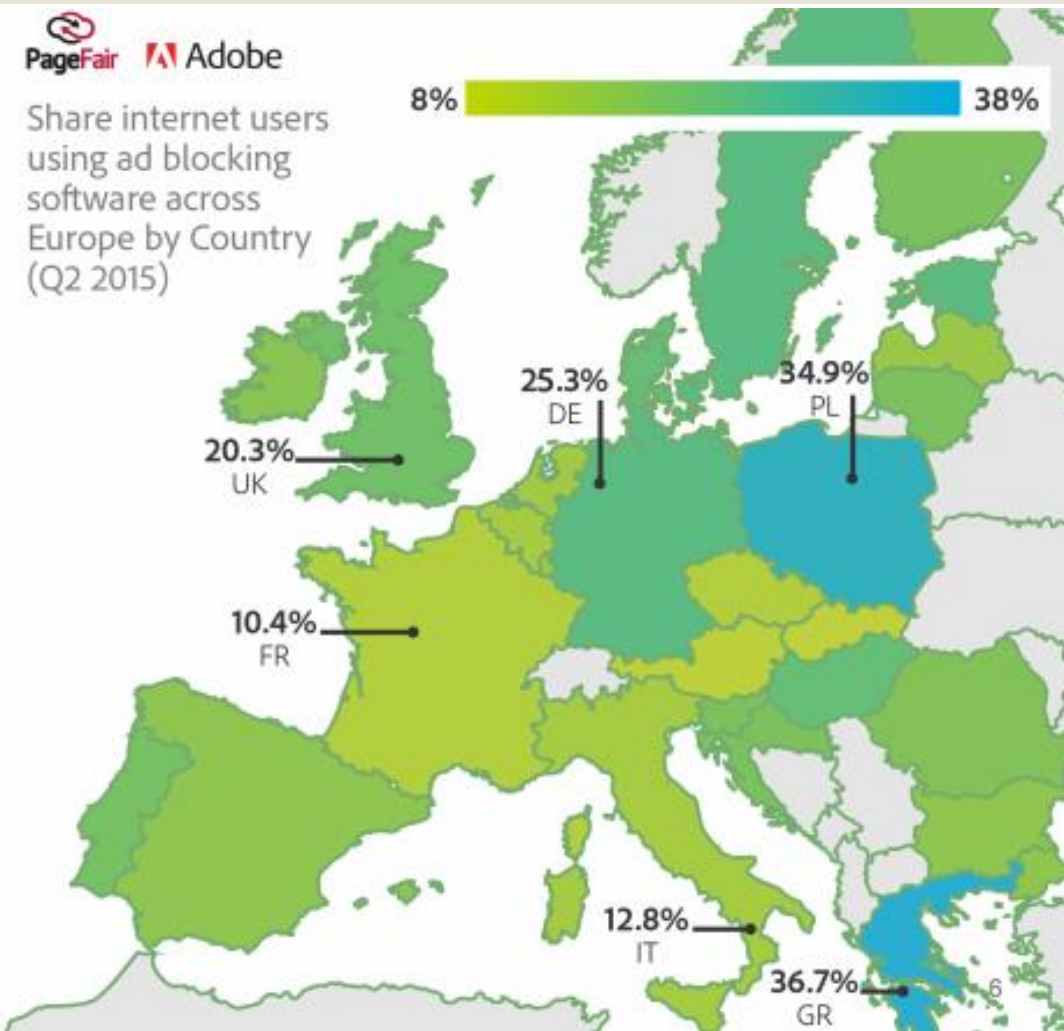 PageFair Adobe
8% 38%
Share internet users
using ad blocking
software across
Europe by Country
(Q2 2015)
25.3%
DE
34.9%
PL
20.3%
UK
10.4%
FR
12.8%
IT
36.7%
GR
6